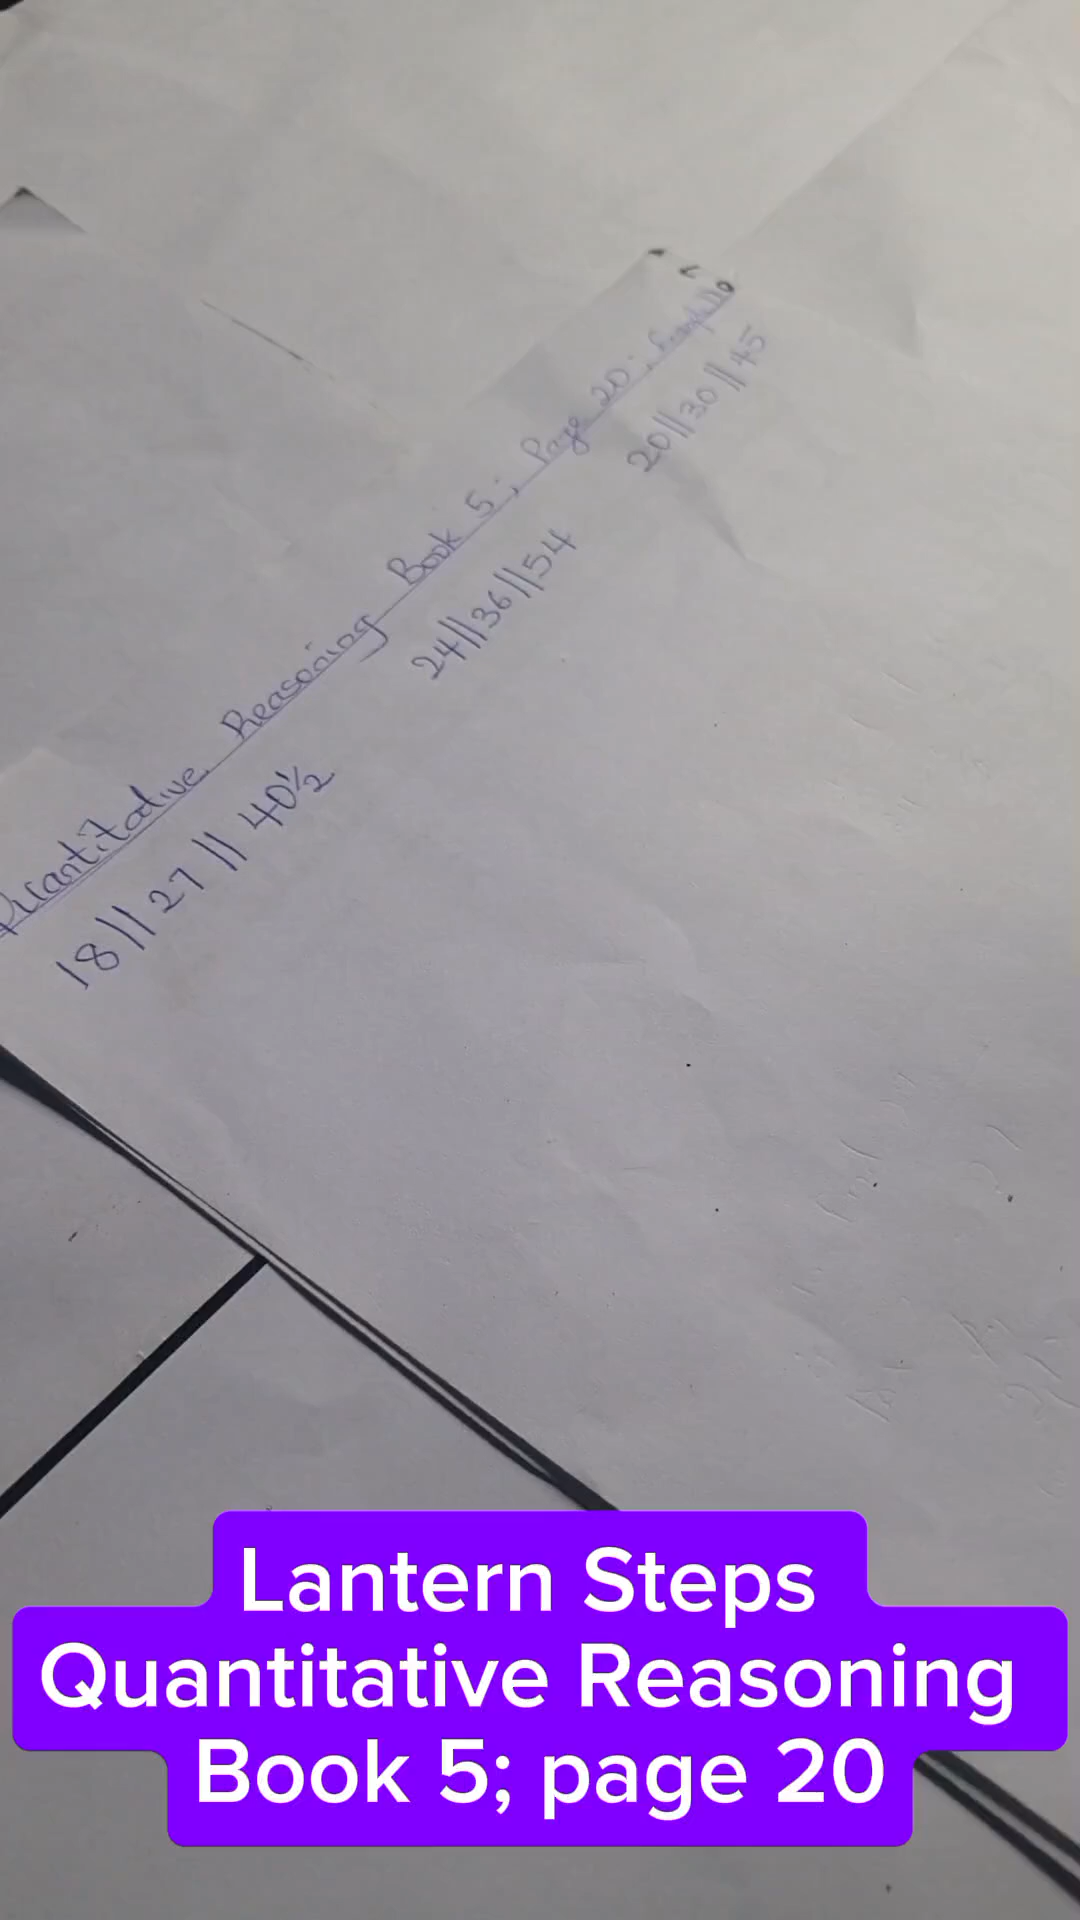 Quantitative Reasoning Book 5; Page 20; Example
18 || 27 || 40½
24 || 36 || 54
20 || 30 || 45
Lantern Steps
Quantitative Reasoning
Book 5; page 20